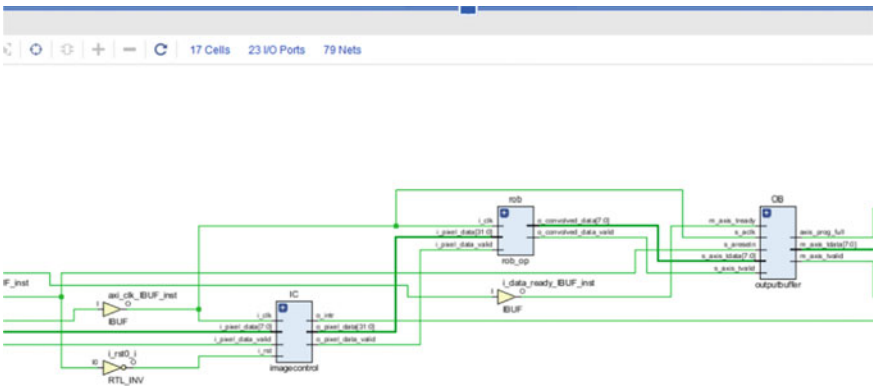 17 Cells 23 I/O Ports 79 Nets
rob
i_clk
o_convolved_data[7:0]
i_pixel_data[31:0]
o_convolved_data_valid
i_pixel_data_valid
rob_op
OB
m_axis_tready
s_aclk
axis_prog_full
s_aresetn
m_axis_tdata[7:0]
s_axis_tdata[7:0]
m_axis_tvalid
s_axis_tvalid
outputbuffer
IF_inst
axi_clk_IBUF_inst
I
O
IBUF
i_data_ready_IBUF_inst
I
O
IBUF
IC
i_clk
o_intr
i_pixel_data[7:0]
o_pixel_data[31:0]
i_pixel_data_valid
o_pixel_data_valid
i_rst
imagecontrol
i_rst0_i
I0
O
RTL_INV